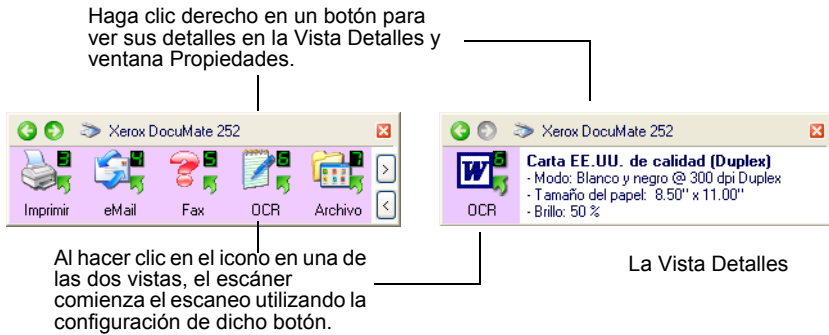 Haga clic derecho en un botón para
ver sus detalles en la Vista Detalles y
ventana Propiedades.
Xerox DocuMate 252
3
4
5
6
7
Imprimir
eMail
Fax
OCR
Archivo
Xerox DocuMate 252
W
6
OCR
Carta EE.UU. de calidad (Duplex)
- Modo: Blanco y negro @ 300 dpi Duplex
- Tamaño del papel: 8.50'' x 11.00''
- Brillo: 50 %
Al hacer clic en el icono en una de
las dos vistas, el escáner
comienza el escaneo utilizando la
configuración de dicho botón.
La Vista Detalles